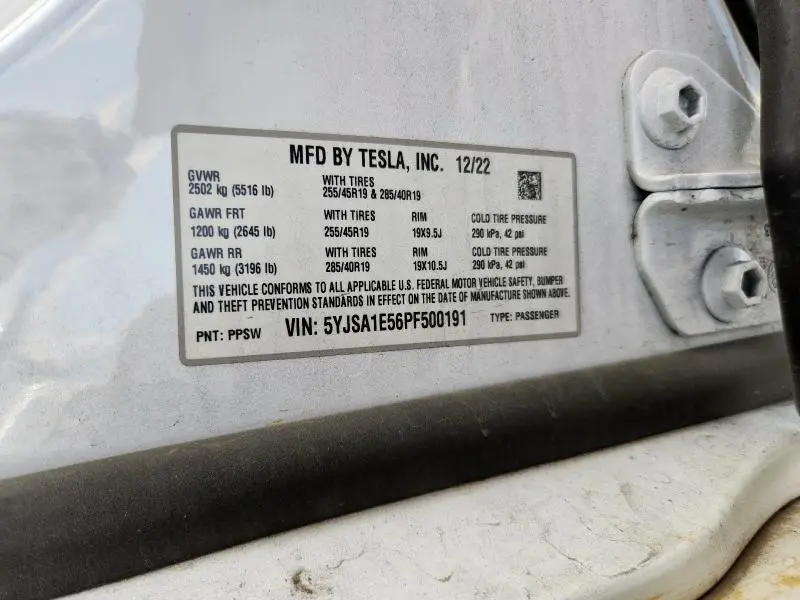 MFD BY TESLA, INC. 12/22
GVWR
2502 kg (5516 lb)
WITH TIRES
255/45R19 & 285/40R19
GAWR FRT
1200 kg (2645 lb)
WITH TIRES
255/45R19
RIM
19X9.5J
COLD TIRE PRESSURE
290 kPa, 42 psi
GAWR RR
1450 kg (3196 lb)
WITH TIRES
285/40R19
RIM
19X10.5J
COLD TIRE PRESSURE
290 kPa, 42 psi
THIS VEHICLE CONFORMS TO ALL APPLICABLE U.S. FEDERAL MOTOR VEHICLE SAFETY, BUMPER
AND THEFT PREVENTION STANDARDS IN EFFECT ON THE DATE OF MANUFACTURE SHOWN ABOVE.
PNT: PPSW VIN: 5YJSA1E56PF500191 TYPE: PASSENGER